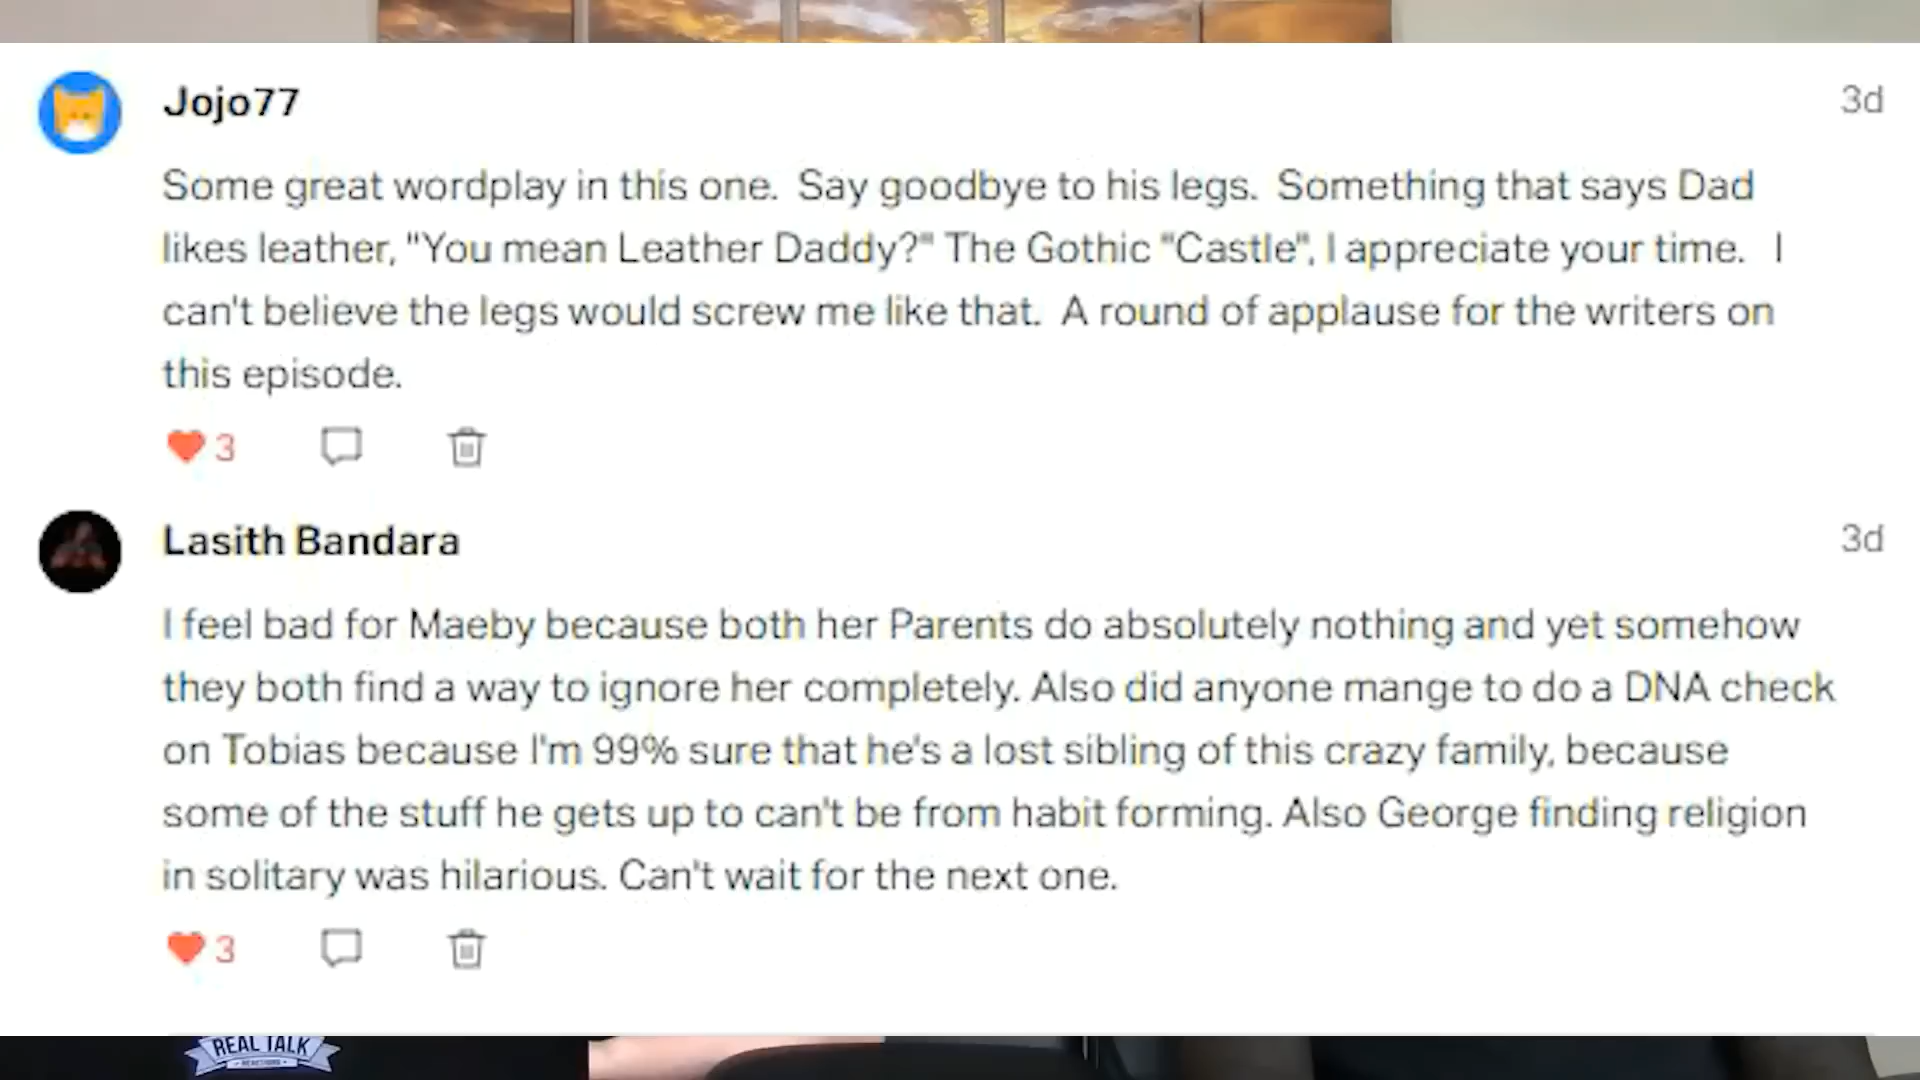 Jojo77
3d
Some great wordplay in this one. Say goodbye to his legs. Something that says Dad
likes leather, "You mean Leather Daddy?" The Gothic "Castle", I appreciate your time. I
can't believe the legs would screw me like that. A round of applause for the writers on
this episode.
3
Lasith Bandara
3d
I feel bad for Maeby because both her Parents do absolutely nothing and yet somehow
they both find a way to ignore her completely. Also did anyone mange to do a DNA check
on Tobias because I'm 99% sure that he's a lost sibling of this crazy family, because
some of the stuff he gets up to can't be from habit forming. Also George finding religion
in solitary was hilarious. Can't wait for the next one.
3
REAL TALK
REACTIONS